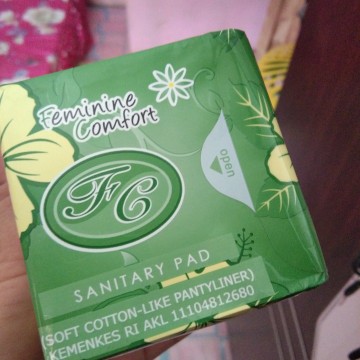 Feminine
Comfort
FC
open
SANITARY PAD
(SOFT COTTON-LIKE PANTYLINER)
KEMENKES RI AKL 11104812680